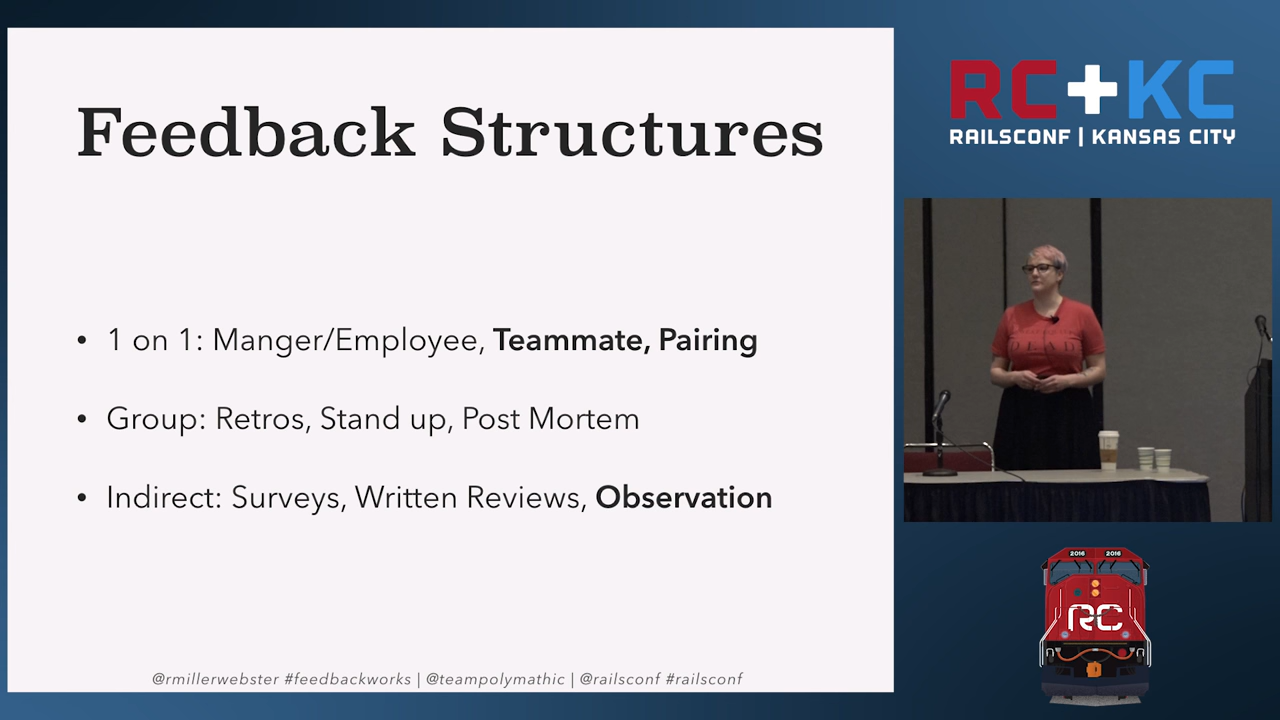 Feedback Structures
• 1 on 1: Manger/Employee, Teammate, Pairing
• Group: Retros, Stand up, Post Mortem
• Indirect: Surveys, Written Reviews, Observation
@rmillerwebster #feedbackworks | @teampolymathic | @railsconf #railsconf
RC+KC
RAILSCONF | KANSAS CITY
2016 2016
RC